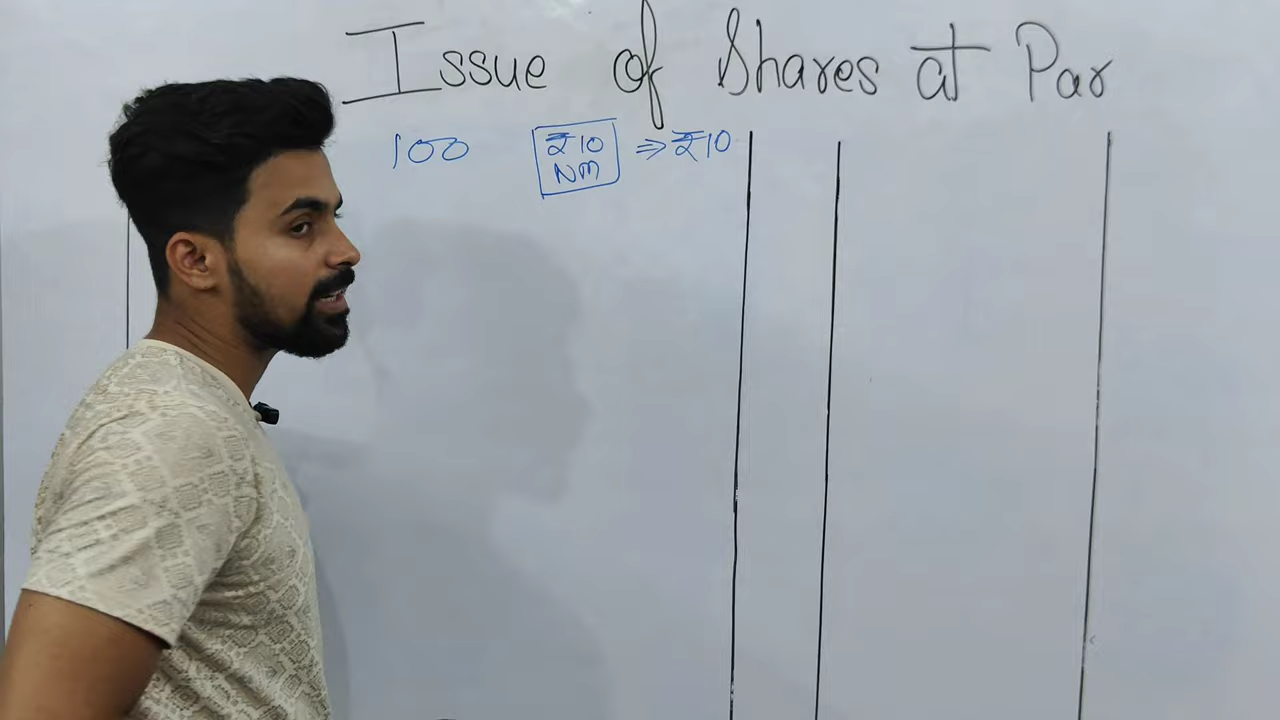 Issue of Shares at Par
100 ₹10 ⇒ ₹10
NM